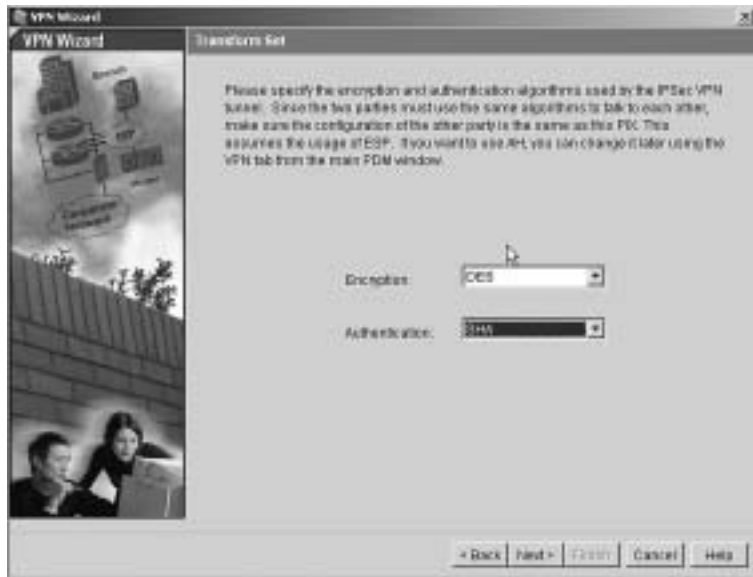 VPN Wizard
VPN Wizard
Transform Set
Please specify the encryption and authentication algorithms used by the IPSec VPN
tunnel. Since the two parties must use the same algorithms to talk to each other,
make sure the configuration of the other party is the same as this PIX. This
assumes the usage of ESP. If you want to use AH, you can change it later using the
VPN tab from the main PDM window.
Encryption:
DES
Authentication:
SHA
< Back
Next >
Finish
Cancel
Help